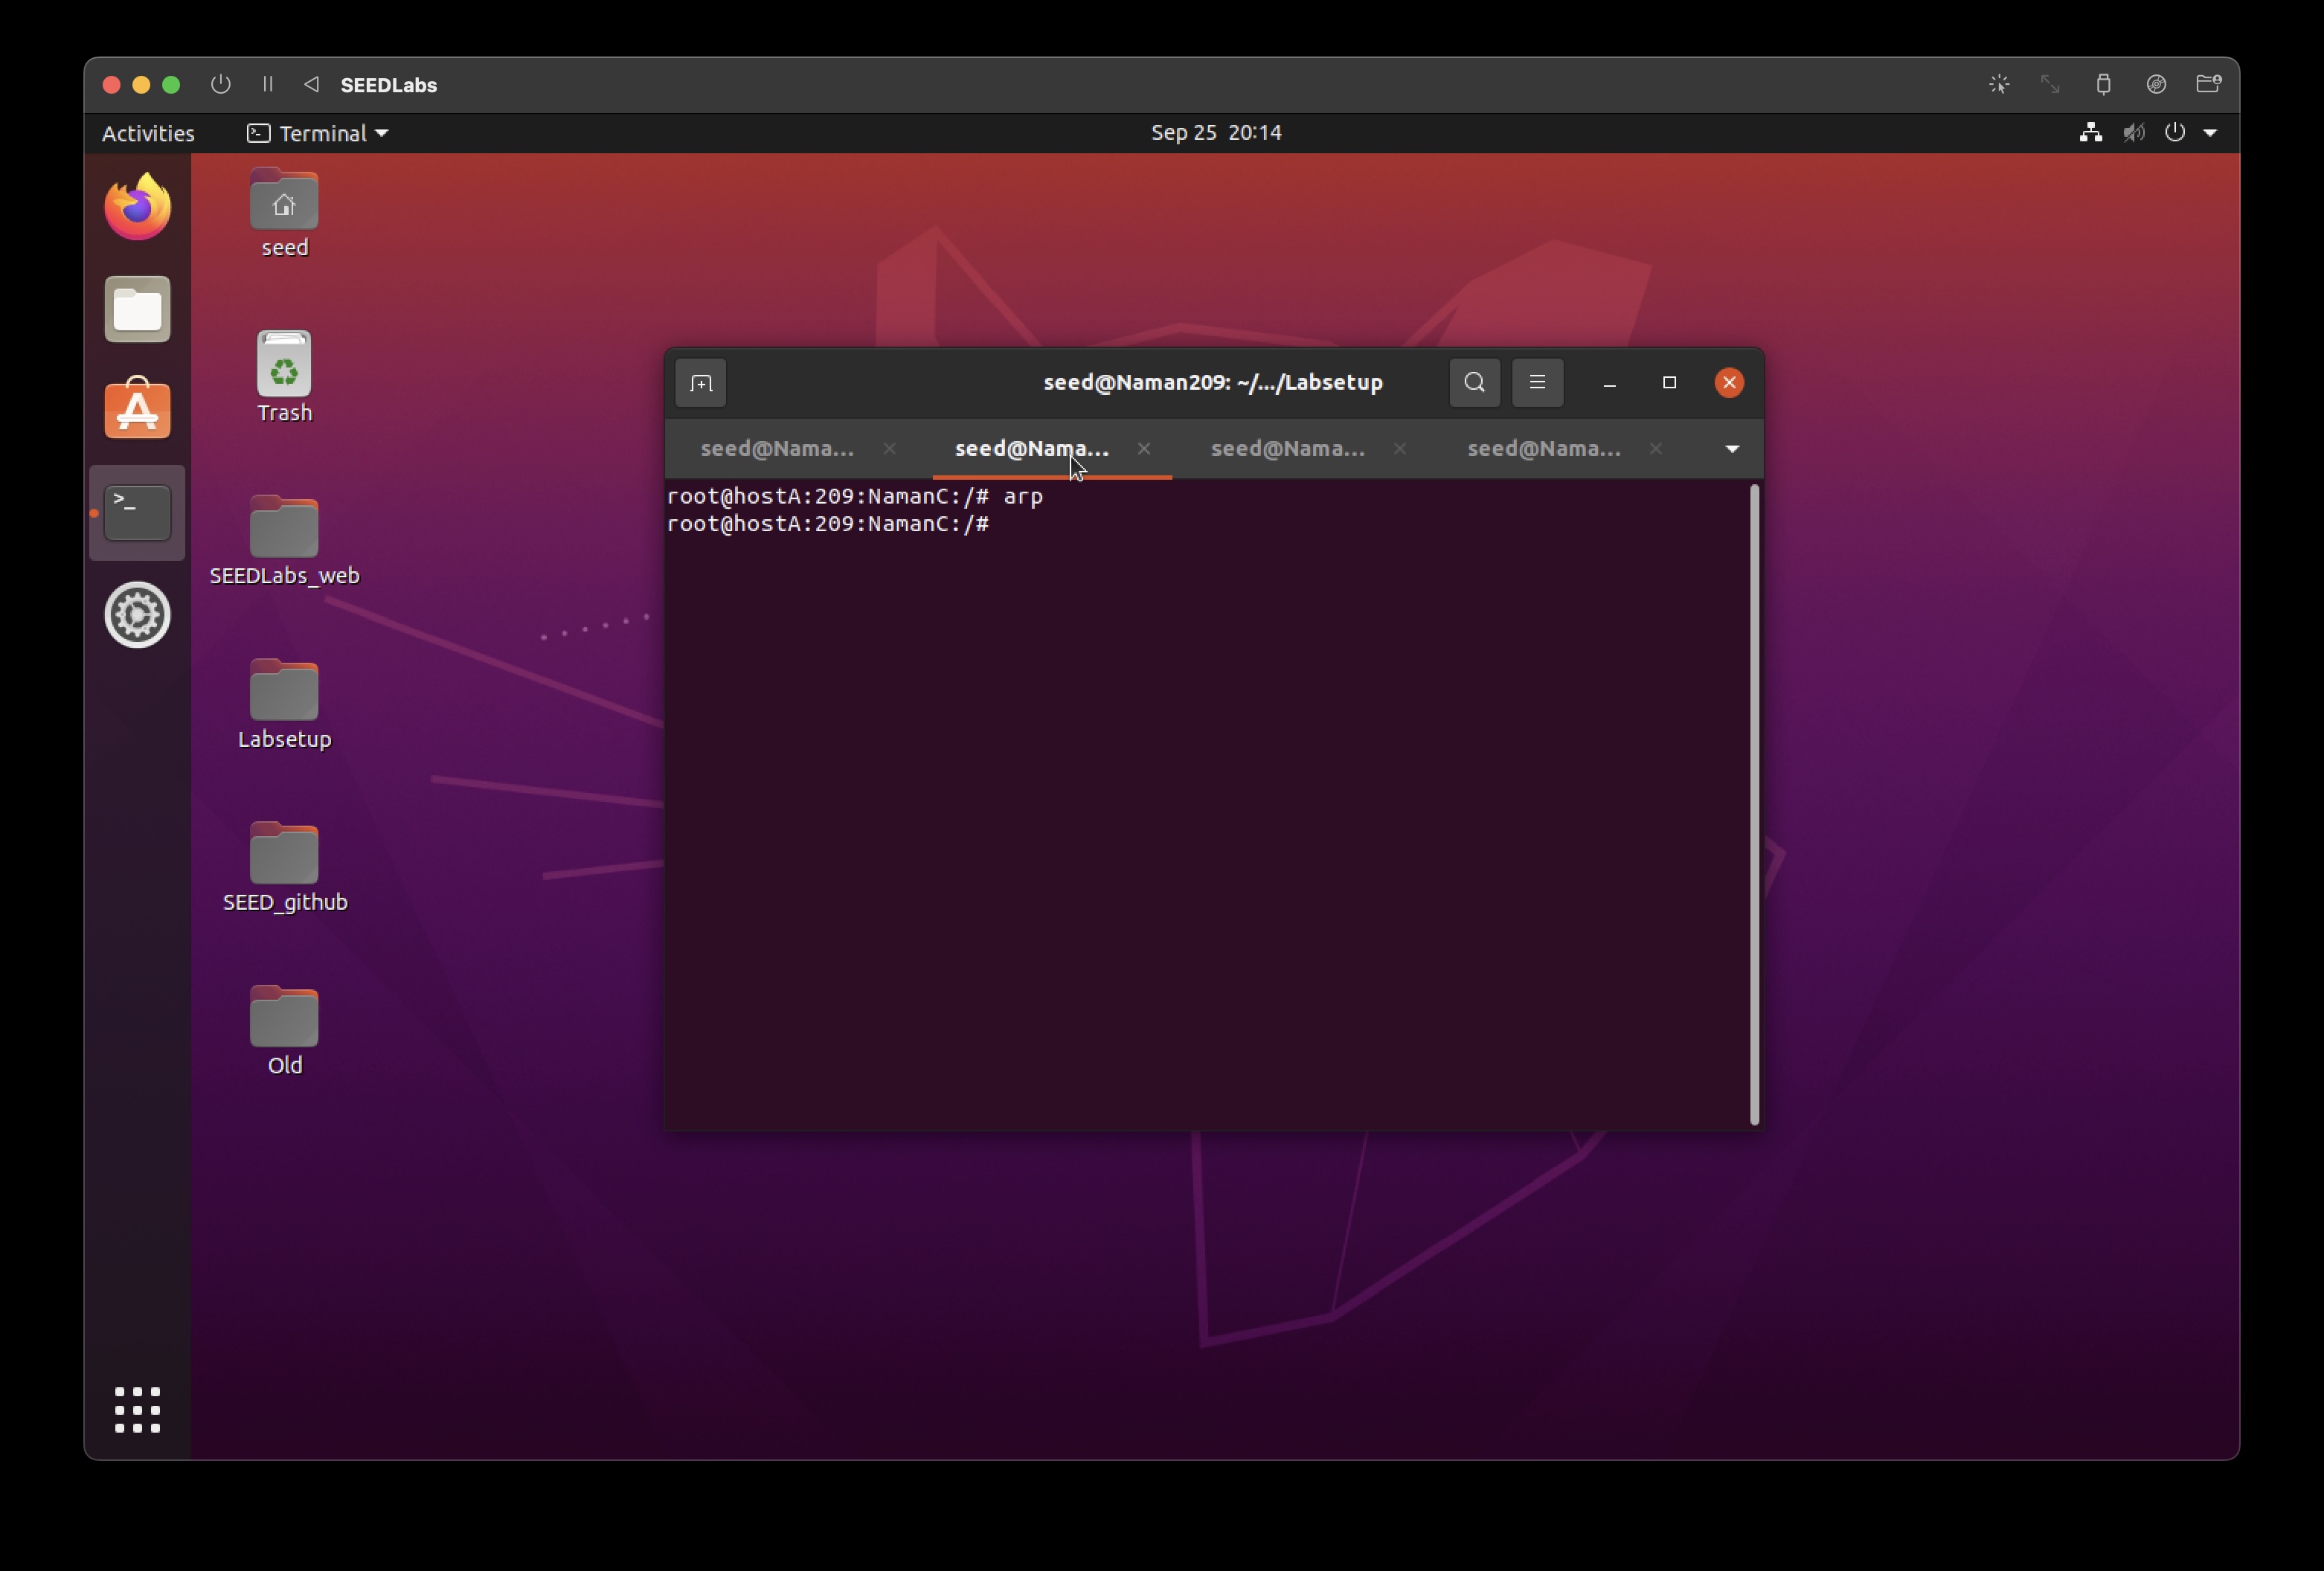 SEEDLabs
Activities
Terminal
Sep 25 20:14
seed
Trash
SEEDLabs_web
Labsetup
SEED_github
Old
seed@Naman209: ~/.../Labsetup
seed@Nama... seed@Nama... seed@Nama... seed@Nama...
root@hostA:209:NamanC:/# arp
root@hostA:209:NamanC:/#